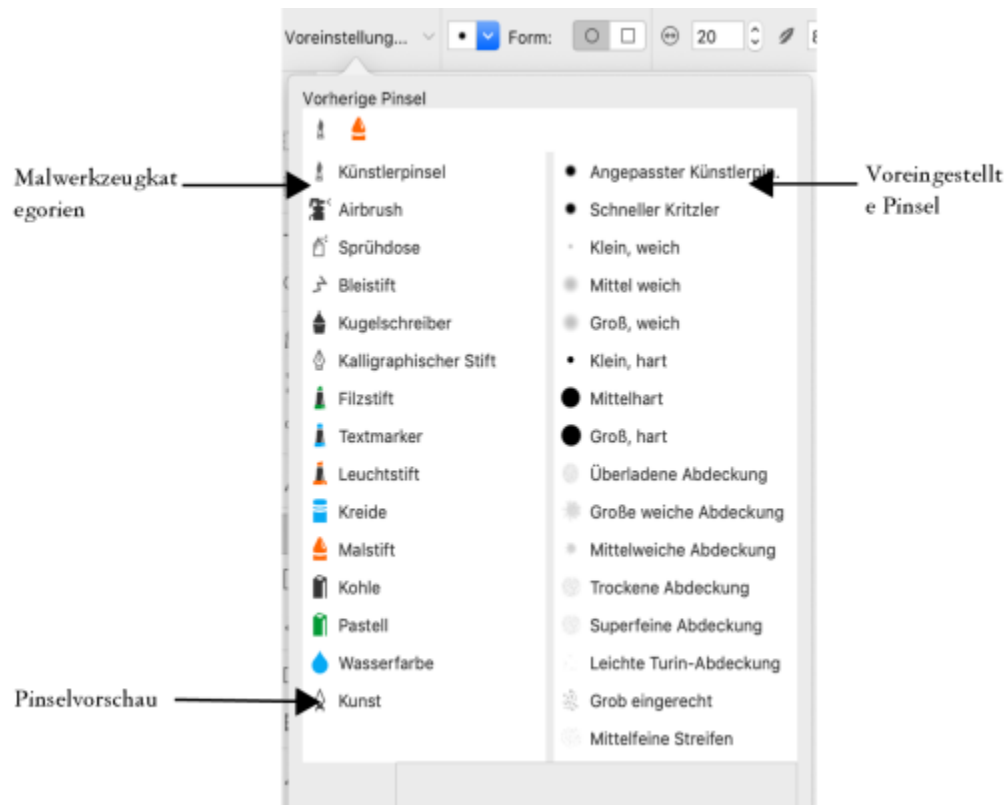 Voreinstellung...
Form:
20
Vorherige Pinsel
Malwerkzeugkat
egorien
Künstlerpinsel
Airbrush
Sprühdose
Bleistift
Kugelschreiber
Kalligraphischer Stift
Filzstift
Textmarker
Leuchtstift
Kreide
Malstift
Kohle
Pastell
Wasserfarbe
Kunst
Pinselvorschau
Angepasster Künstlerpin.
Schneller Kritzler
Klein, weich
Mittel weich
Groß, weich
Klein, hart
Mittelhart
Groß, hart
Überladene Abdeckung
Große weiche Abdeckung
Mittelweiche Abdeckung
Trockene Abdeckung
Superfeine Abdeckung
Leichte Turin-Abdeckung
Grob eingerecht
Mittelfeine Streifen
Voreingestellt
e Pinsel